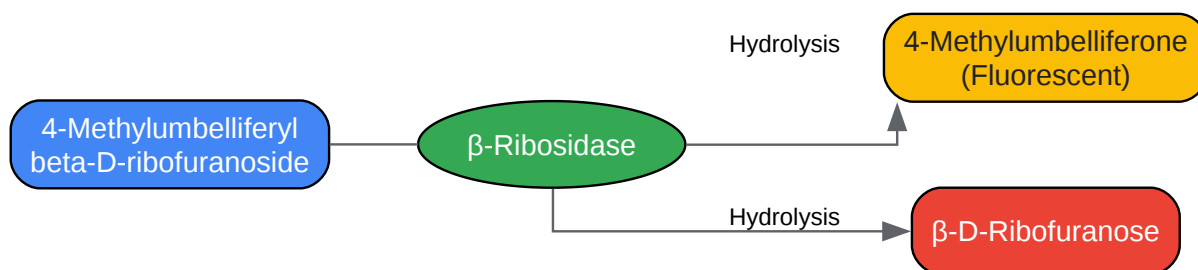 Hydrolysis
4-Methylumbelliferone
(Fluorescent)
4-Methylumbelliferyl
beta-D-ribofuranoside
β-Ribosidase
Hydrolysis
β-D-Ribofuranose